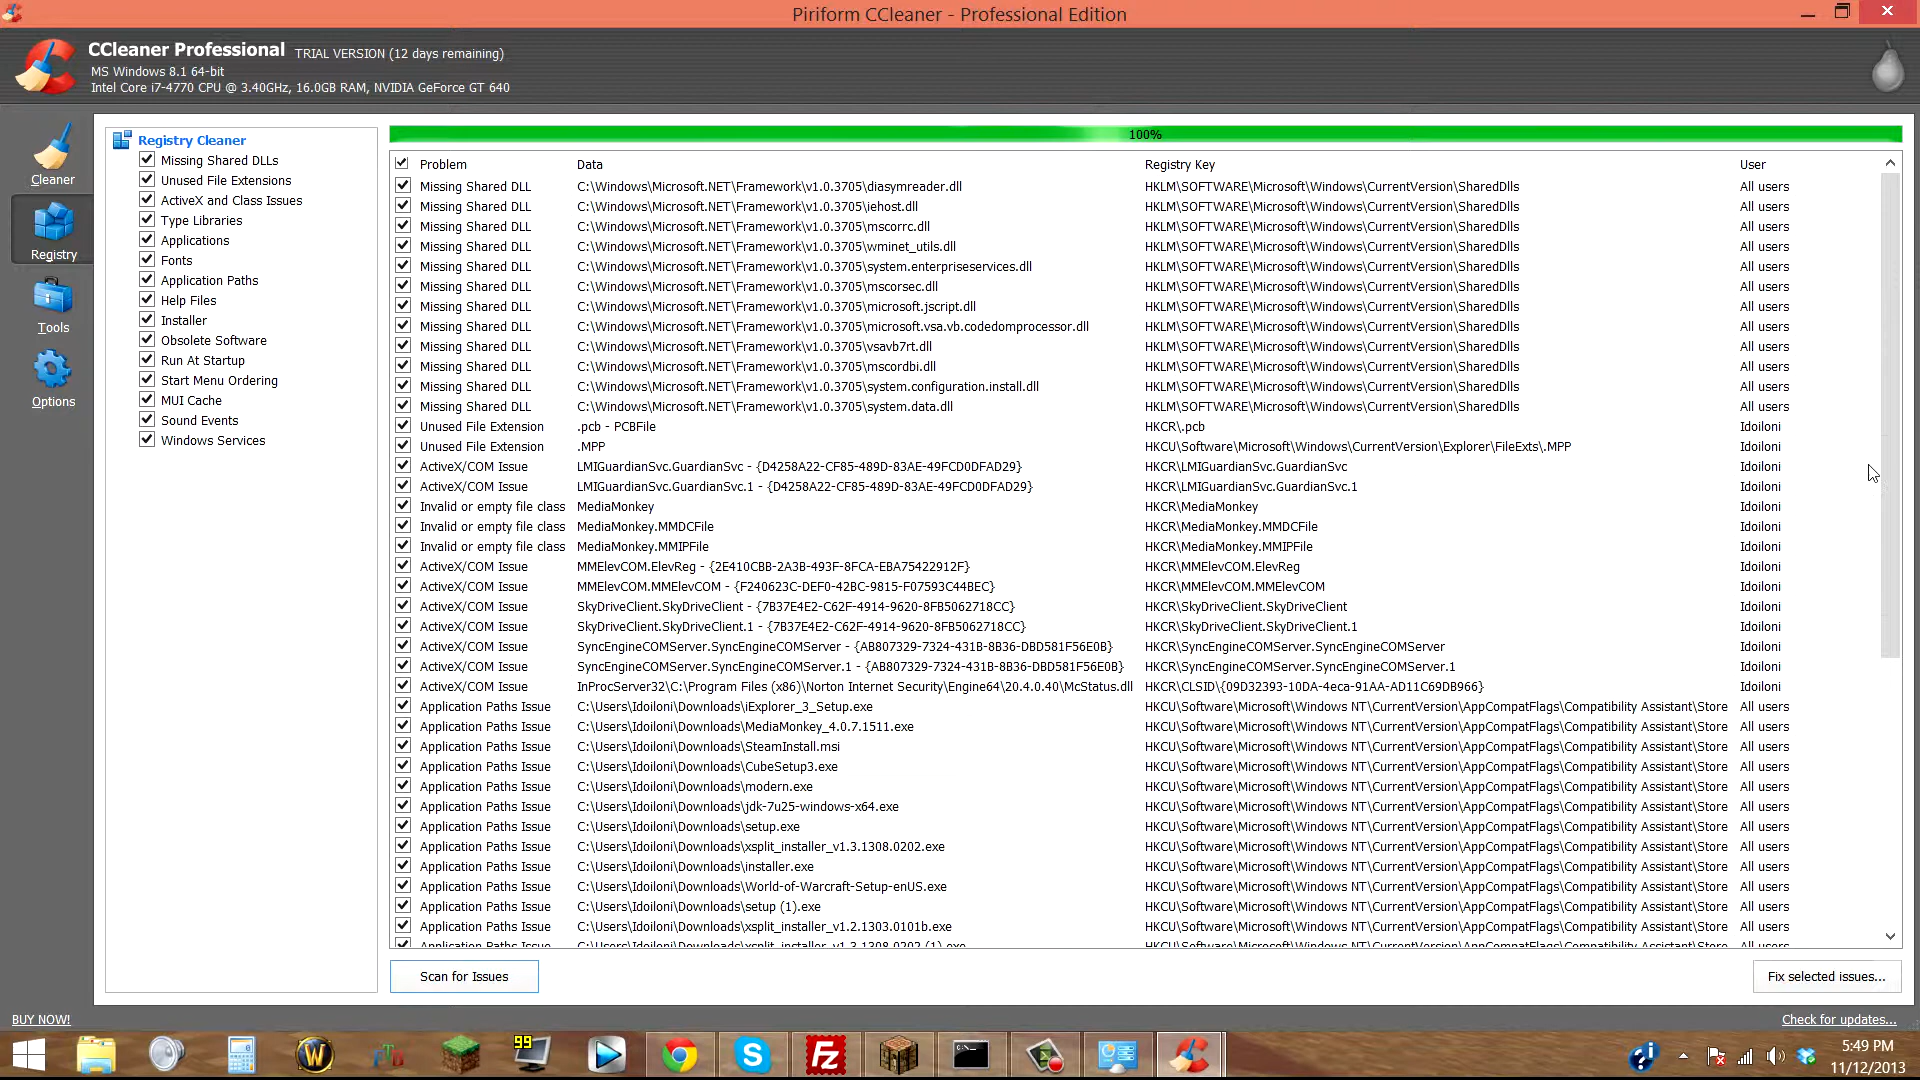 Piriform CCleaner - Professional Edition
CCleaner Professional TRIAL VERSION (12 days remaining)
MS Windows 8.1 64-bit
Intel Core i7-4770 CPU @ 3.40GHz, 16.0GB RAM, NVIDIA GeForce GT 640
Cleaner
Registry
Tools
Options
Registry Cleaner
Missing Shared DLLs
Unused File Extensions
ActiveX and Class Issues
Type Libraries
Applications
Fonts
Application Paths
Help Files
Installer
Obsolete Software
Run At Startup
Start Menu Ordering
MUI Cache
Sound Events
Windows Services
100%
Problem Data Registry Key User
Missing Shared DLL C:\Windows\Microsoft.NET\Framework\v1.0.3705\diasymreader.dll HKLM\SOFTWARE\Microsoft\Windows\CurrentVersion\SharedDlls All users
Missing Shared DLL C:\Windows\Microsoft.NET\Framework\v1.0.3705\iehost.dll HKLM\SOFTWARE\Microsoft\Windows\CurrentVersion\SharedDlls All users
Missing Shared DLL C:\Windows\Microsoft.NET\Framework\v1.0.3705\mscorrc.dll HKLM\SOFTWARE\Microsoft\Windows\CurrentVersion\SharedDlls All users
Missing Shared DLL C:\Windows\Microsoft.NET\Framework\v1.0.3705\wminet_utils.dll HKLM\SOFTWARE\Microsoft\Windows\CurrentVersion\SharedDlls All users
Missing Shared DLL C:\Windows\Microsoft.NET\Framework\v1.0.3705\system.enterpriseservices.dll HKLM\SOFTWARE\Microsoft\Windows\CurrentVersion\SharedDlls All users
Missing Shared DLL C:\Windows\Microsoft.NET\Framework\v1.0.3705\mscorsec.dll HKLM\SOFTWARE\Microsoft\Windows\CurrentVersion\SharedDlls All users
Missing Shared DLL C:\Windows\Microsoft.NET\Framework\v1.0.3705\microsoft.jscript.dll HKLM\SOFTWARE\Microsoft\Windows\CurrentVersion\SharedDlls All users
Missing Shared DLL C:\Windows\Microsoft.NET\Framework\v1.0.3705\microsoft.vsa.vb.codedomprocessor.dll HKLM\SOFTWARE\Microsoft\Windows\CurrentVersion\SharedDlls All users
Missing Shared DLL C:\Windows\Microsoft.NET\Framework\v1.0.3705\vsavb7rt.dll HKLM\SOFTWARE\Microsoft\Windows\CurrentVersion\SharedDlls All users
Missing Shared DLL C:\Windows\Microsoft.NET\Framework\v1.0.3705\mscordbi.dll HKLM\SOFTWARE\Microsoft\Windows\CurrentVersion\SharedDlls All users
Missing Shared DLL C:\Windows\Microsoft.NET\Framework\v1.0.3705\system.configuration.install.dll HKLM\SOFTWARE\Microsoft\Windows\CurrentVersion\SharedDlls All users
Missing Shared DLL C:\Windows\Microsoft.NET\Framework\v1.0.3705\system.data.dll HKLM\SOFTWARE\Microsoft\Windows\CurrentVersion\SharedDlls All users
Unused File Extension .pcb - PCBFile HKCR\.pcb Idoiloni
Unused File Extension .MPP HKCU\Software\Microsoft\Windows\CurrentVersion\Explorer\FileExts\.MPP Idoiloni
ActiveX/COM Issue LMIGuardianSvc.GuardianSvc - {D4258A22-CF85-489D-83AE-49FCD0DFAD29} HKCR\LMIGuardianSvc.GuardianSvc Idoiloni
ActiveX/COM Issue LMIGuardianSvc.GuardianSvc.1 - {D4258A22-CF85-489D-83AE-49FCD0DFAD29} HKCR\LMIGuardianSvc.GuardianSvc.1 Idoiloni
Invalid or empty file class MediaMonkey HKCR\MediaMonkey Idoiloni
Invalid or empty file class MediaMonkey.MMDCFile HKCR\MediaMonkey.MMDCFile Idoiloni
Invalid or empty file class MediaMonkey.MMIPFile HKCR\MediaMonkey.MMIPFile Idoiloni
ActiveX/COM Issue MMElevCOM.ElevReg - {2E410CBB-2A3B-493F-8FCA-EBA75422912F} HKCR\MMElevCOM.ElevReg Idoiloni
ActiveX/COM Issue MMElevCOM.MMElevCOM - {F240623C-DEF0-42BC-9815-F07593C44BEC} HKCR\MMElevCOM.MMElevCOM Idoiloni
ActiveX/COM Issue SkyDriveClient.SkyDriveClient - {7B37E4E2-C62F-4914-9620-8FB5062718CC} HKCR\SkyDriveClient.SkyDriveClient Idoiloni
ActiveX/COM Issue SkyDriveClient.SkyDriveClient.1 - {7B37E4E2-C62F-4914-9620-8FB5062718CC} HKCR\SkyDriveClient.SkyDriveClient.1 Idoiloni
ActiveX/COM Issue SyncEngineCOMServer.SyncEngineCOMServer - {AB807329-7324-431B-8B36-DBD581F56E0B} HKCR\SyncEngineCOMServer.SyncEngineCOMServer Idoiloni
ActiveX/COM Issue SyncEngineCOMServer.SyncEngineCOMServer.1 - {AB807329-7324-431B-8B36-DBD581F56E0B} HKCR\SyncEngineCOMServer.SyncEngineCOMServer.1 Idoiloni
ActiveX/COM Issue InProcServer32\C:\Program Files (x86)\Norton Internet Security\Engine64\20.4.0.40\McStatus.dll HKCR\CLSID\{09D32393-10DA-4eca-91AA-AD11C69DB966} Idoiloni
Application Paths Issue C:\Users\Idoiloni\Downloads\iExplorer_3_Setup.exe HKCU\Software\Microsoft\Windows NT\CurrentVersion\AppCompatFlags\Compatibility Assistant\Store All users
Application Paths Issue C:\Users\Idoiloni\Downloads\MediaMonkey_4.0.7.1511.exe HKCU\Software\Microsoft\Windows NT\CurrentVersion\AppCompatFlags\Compatibility Assistant\Store All users
Application Paths Issue C:\Users\Idoiloni\Downloads\SteamInstall.msi HKCU\Software\Microsoft\Windows NT\CurrentVersion\AppCompatFlags\Compatibility Assistant\Store All users
Application Paths Issue C:\Users\Idoiloni\Downloads\CubeSetup3.exe HKCU\Software\Microsoft\Windows NT\CurrentVersion\AppCompatFlags\Compatibility Assistant\Store All users
Application Paths Issue C:\Users\Idoiloni\Downloads\modern.exe HKCU\Software\Microsoft\Windows NT\CurrentVersion\AppCompatFlags\Compatibility Assistant\Store All users
Application Paths Issue C:\Users\Idoiloni\Downloads\jdk-7u25-windows-x64.exe HKCU\Software\Microsoft\Windows NT\CurrentVersion\AppCompatFlags\Compatibility Assistant\Store All users
Application Paths Issue C:\Users\Idoiloni\Downloads\setup.exe HKCU\Software\Microsoft\Windows NT\CurrentVersion\AppCompatFlags\Compatibility Assistant\Store All users
Application Paths Issue C:\Users\Idoiloni\Downloads\xsplit_installer_v1.3.1308.0202.exe HKCU\Software\Microsoft\Windows NT\CurrentVersion\AppCompatFlags\Compatibility Assistant\Store All users
Application Paths Issue C:\Users\Idoiloni\Downloads\installer.exe HKCU\Software\Microsoft\Windows NT\CurrentVersion\AppCompatFlags\Compatibility Assistant\Store All users
Application Paths Issue C:\Users\Idoiloni\Downloads\World-of-Warcraft-Setup-enUS.exe HKCU\Software\Microsoft\Windows NT\CurrentVersion\AppCompatFlags\Compatibility Assistant\Store All users
Application Paths Issue C:\Users\Idoiloni\Downloads\setup (1).exe HKCU\Software\Microsoft\Windows NT\CurrentVersion\AppCompatFlags\Compatibility Assistant\Store All users
Application Paths Issue C:\Users\Idoiloni\Downloads\xsplit_installer_v1.2.1303.0101b.exe HKCU\Software\Microsoft\Windows NT\CurrentVersion\AppCompatFlags\Compatibility Assistant\Store All users
Application Paths Issue C:\Users\Idoiloni\Downloads\xsplit_installer_v1.3.1308.0202 (1).exe HKCU\Software\Microsoft\Windows NT\CurrentVersion\AppCompatFlags\Compatibility Assistant\Store All users
Scan for Issues
Fix selected issues...
BUY NOW!
Check for updates...
99
5:49 PM
11/12/2013